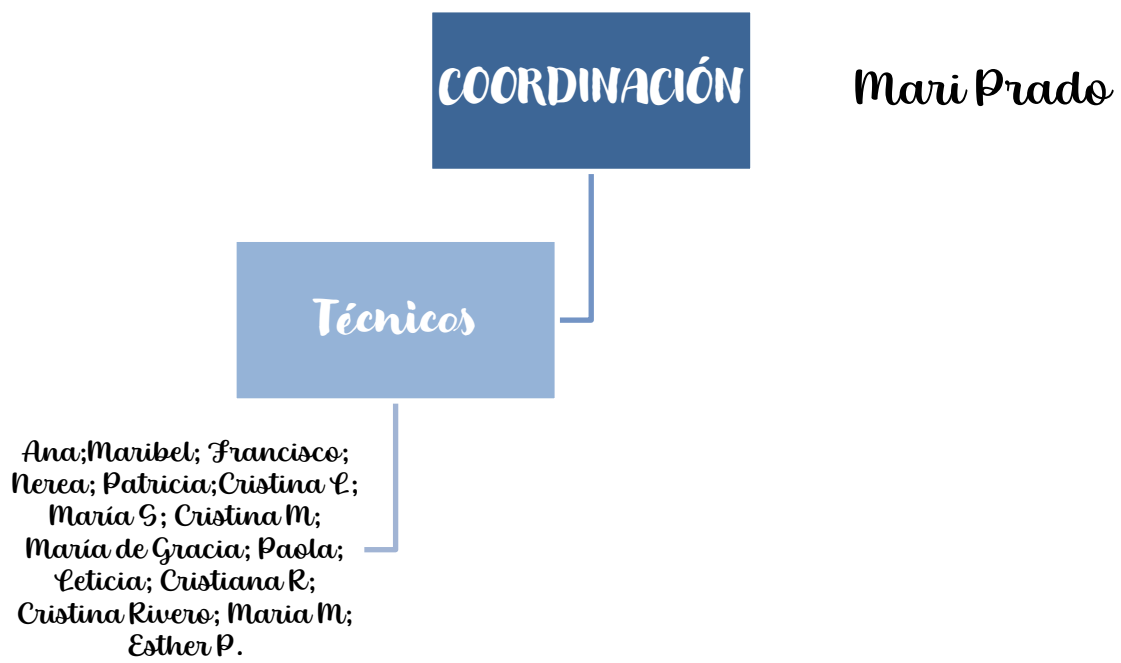 COORDINACIÓN
Mari Prado
Técnicos
Ana;Maribel; Francisco;
Nerea; Patricia;Cristina L;
María S; Cristina M;
María de Gracia; Paola;
Leticia; Cristiana R;
Cristina Rivero; Maria M;
Esther P.